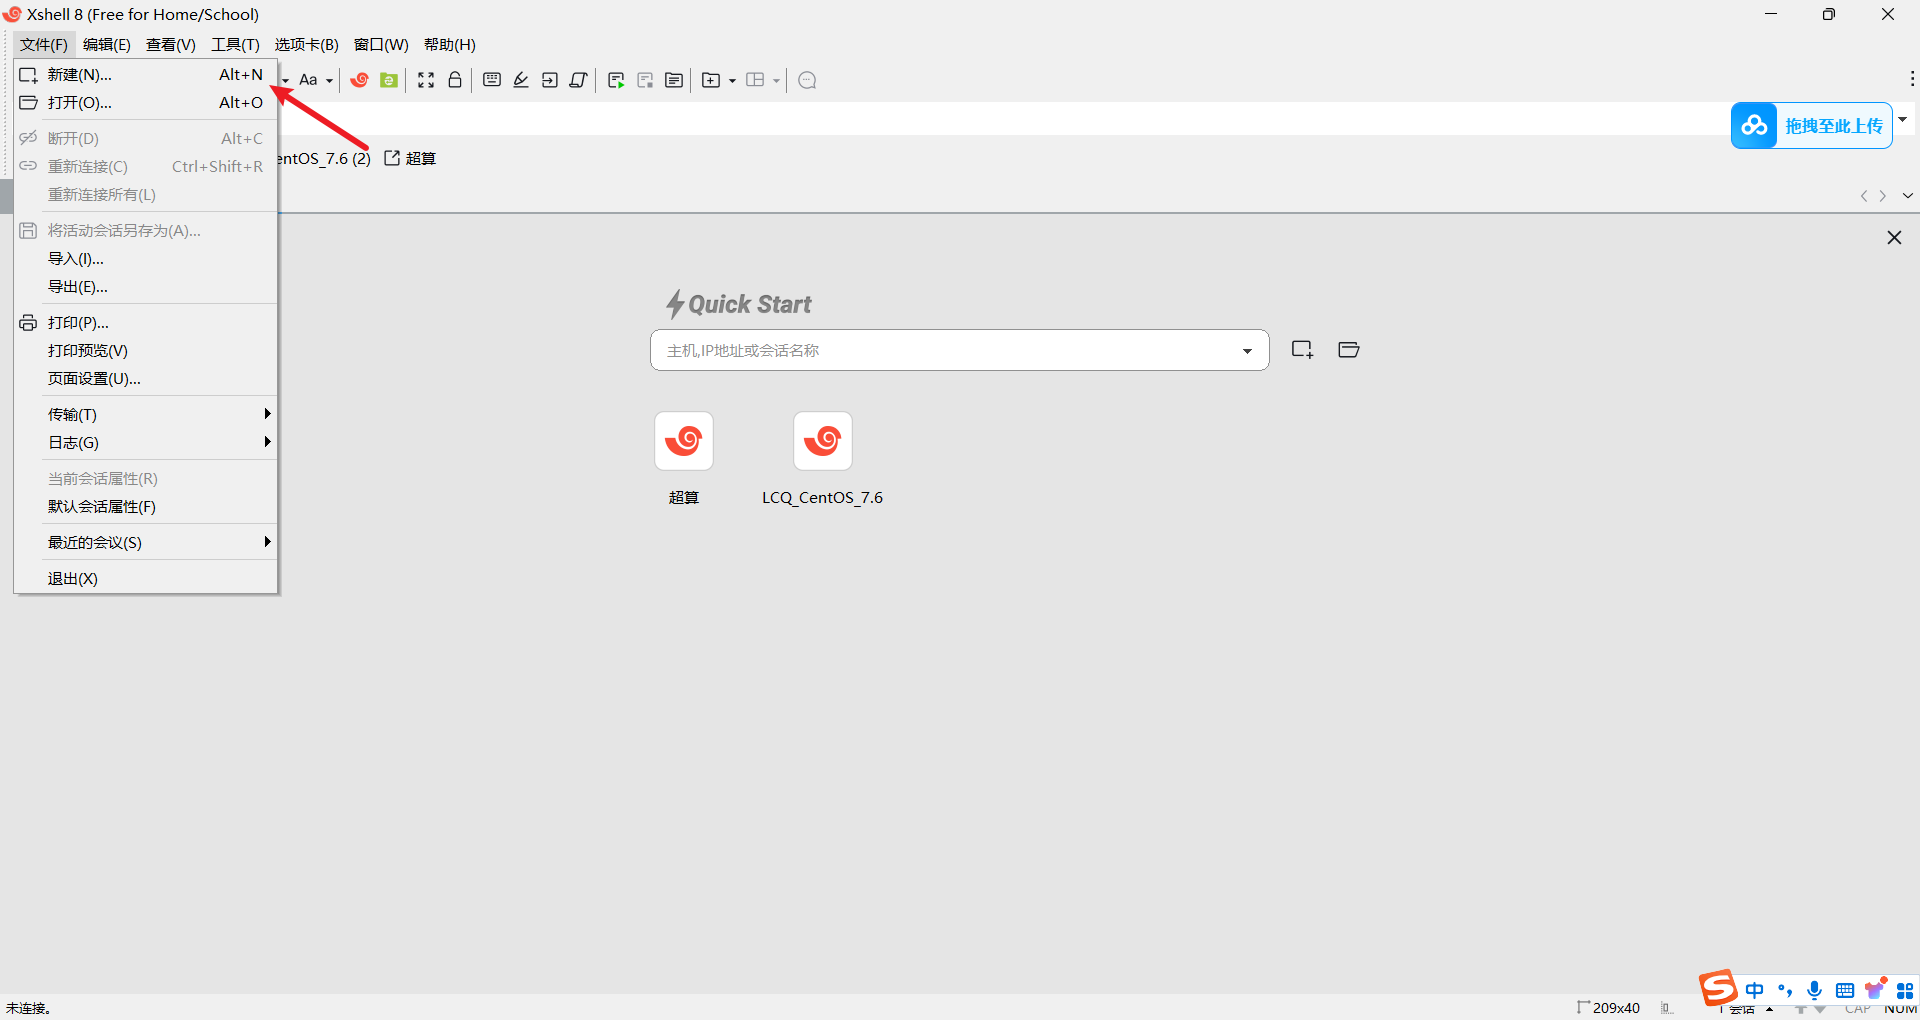 Xshell 8 (Free for Home/School)
文件(F) 编辑(E) 查看(V) 工具(T) 选项卡(B) 窗口(W) 帮助(H)
新建(N)... Alt+N
Aa
打开(O)... Alt+O
拖拽至此上传
断开(D) Alt+C
entOS_7.6 (2) 超算
重新连接(C) Ctrl+Shift+R
重新连接所有(L)
将活动会话另存为(A)...
导入(I)...
导出(E)...
Quick Start
打印(P)...
打印预览(V)
主机,IP地址或会话名称
页面设置(U)...
传输(T)
日志(G)
当前会话属性(R)
超算 LCQ_CentOS_7.6
默认会话属性(F)
最近的会议(S)
退出(X)
中
未连接。 209x40 1 会话 CAP NUM